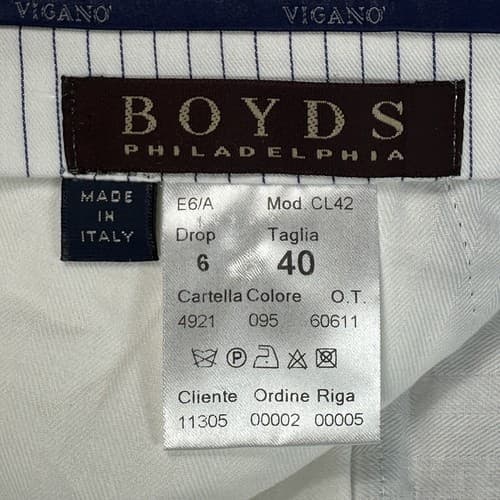 VIGANO' VIGANO'
BOYDS
PHILADELPHIA
MADE
IN
ITALY
E6/A Mod. CL42
Drop Taglia
6 40
Cartella Colore O.T.
4921 095 60611
P
Cliente Ordine Riga
11305 00002 00005